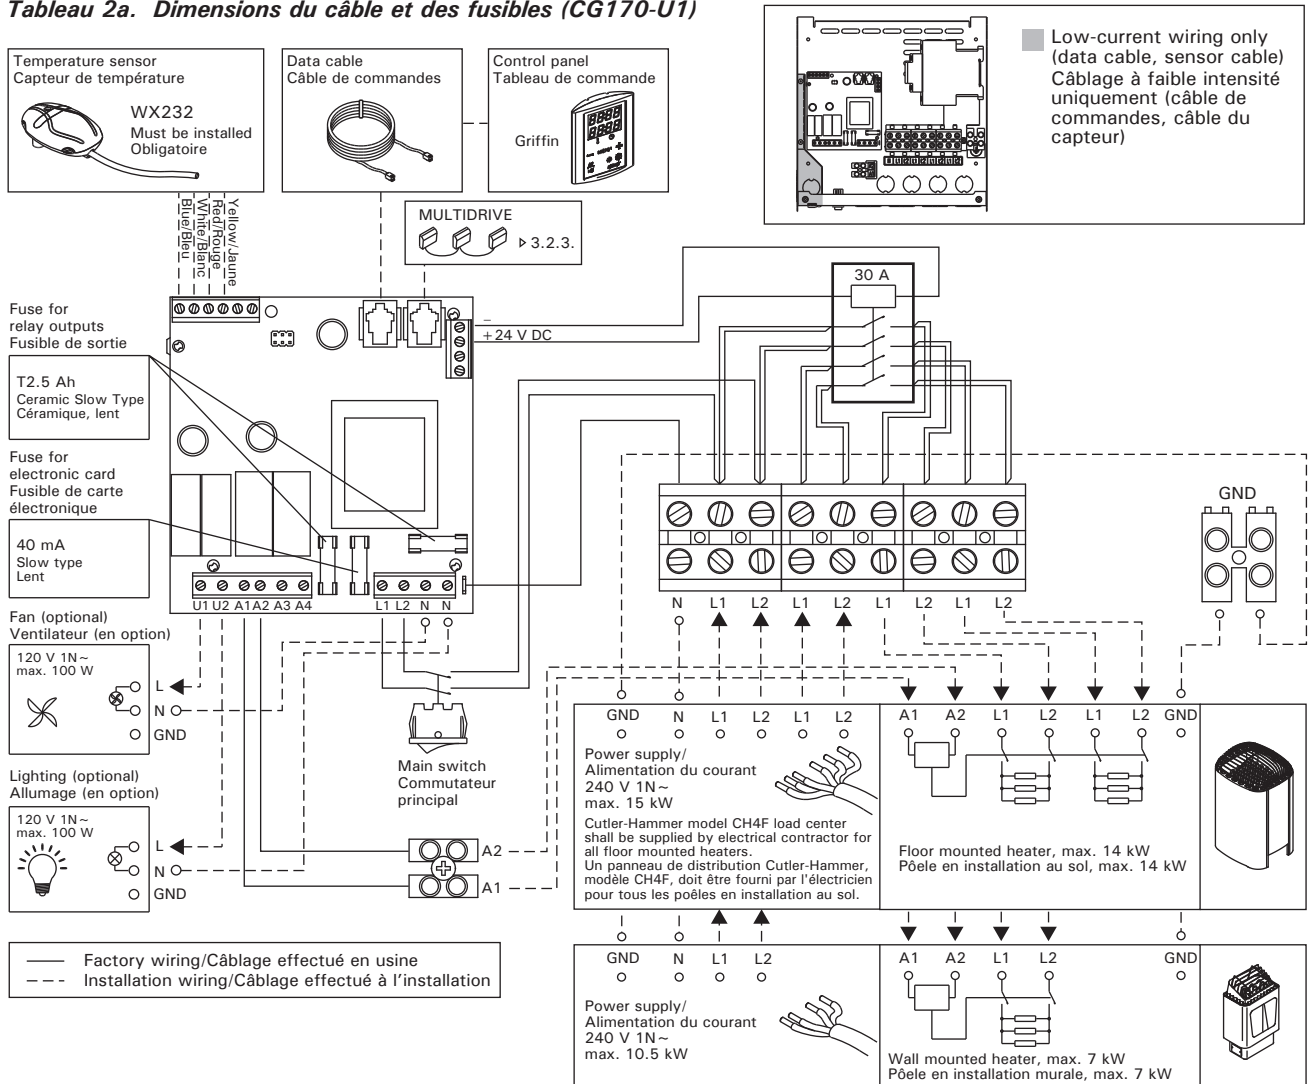 Tableau 2a. Dimensions du câble et des fusibles (CG170-U1)
Temperature sensor
Capteur de température
WX232
Must be installed
Obligatoire
Data cable
Câble de commandes
Control panel
Tableau de commande
Griffin
Low-current wiring only
(data cable, sensor cable)
Câblage à faible intensité
uniquement (câble de
commandes, câble du
capteur)
Blue/Bleu
White/Blanc
Red/Rouge
Yellow/Jaune
MULTIDRIVE
3.2.3.
30 A
–
+24 V DC
Fuse for
relay outputs
Fusible de sortie
T2.5 Ah
Ceramic Slow Type
Céramique, lent
Fuse for
electronic card
Fusible de carte
électronique
40 mA
Slow type
Lent
GND
U1 U2 A1 A2 A3 A4
L1 L2 N N
N L1 L2 L1 L2 L1 L2 L1 L2
Fan (optional)
Ventilateur (en option)
120 V 1N~
max. 100 W
L
N
GND
Main switch
Commutateur
principal
Lighting (optional)
Allumage (en option)
120 V 1N~
max. 100 W
L
N
GND
A2
A1
GND N L1 L2 L1 L2
Power supply/
Alimentation du courant
240 V 1N~
max. 15 kW
Cutler-Hammer model CH4F load center
shall be supplied by electrical contractor for
all floor mounted heaters.
Un panneau de distribution Cutler-Hammer,
modèle CH4F, doit être fourni par l'électricien
pour tous les poêles en installation au sol.
A1 A2 L1 L2 L1 L2 GND
Floor mounted heater, max. 14 kW
Pôele en installation au sol, max. 14 kW
Factory wiring/Câblage effectué en usine
Installation wiring/Câblage effectué à l'installation
GND N L1 L2
Power supply/
Alimentation du courant
240 V 1N~
max. 10.5 kW
A1 A2 L1 L2 GND
Wall mounted heater, max. 7 kW
Pôele en installation murale, max. 7 kW